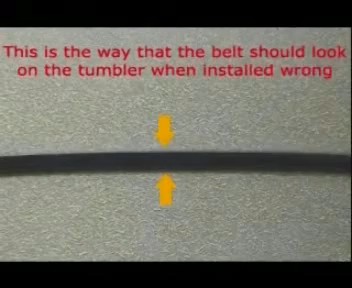 This is the way that the belt should look
on the tumbler when installed wrong